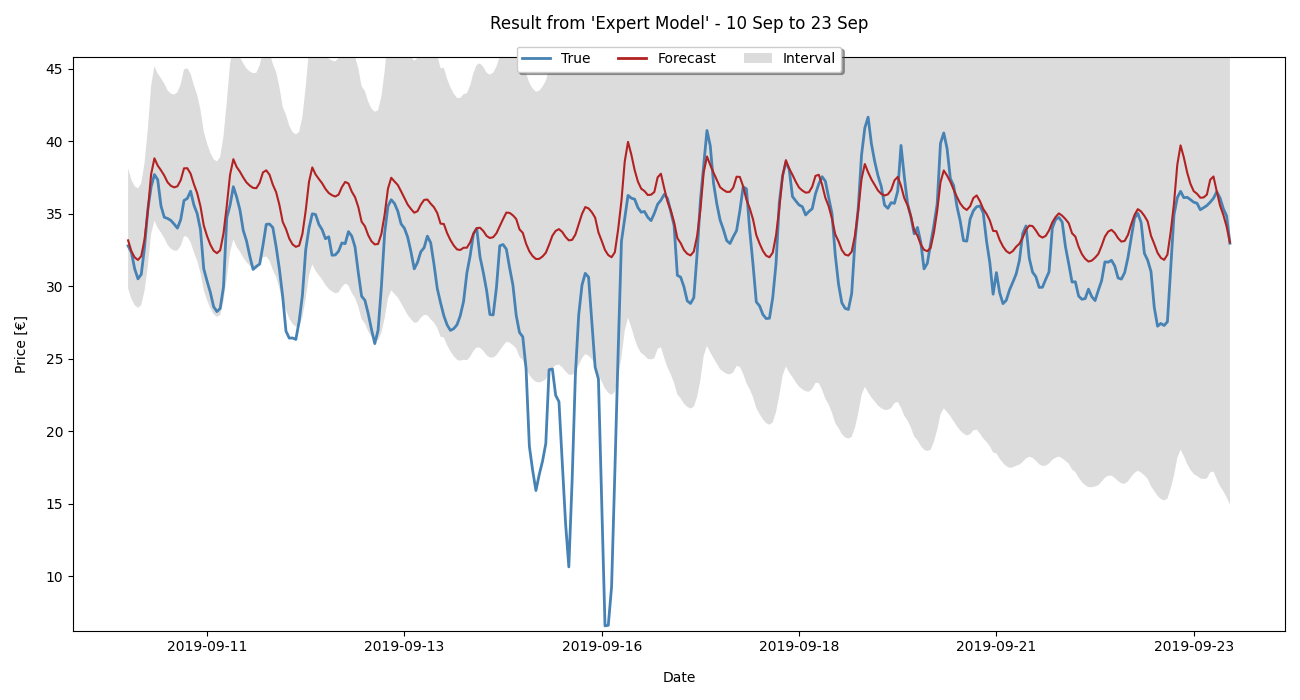 Result from 'Expert Model' - 10 Sep to 23 Sep
True Forecast Interval
45
40
35
30
25
20
15
10
Price [€]
2019-09-11 2019-09-13 2019-09-16 2019-09-18 2019-09-21 2019-09-23
Date